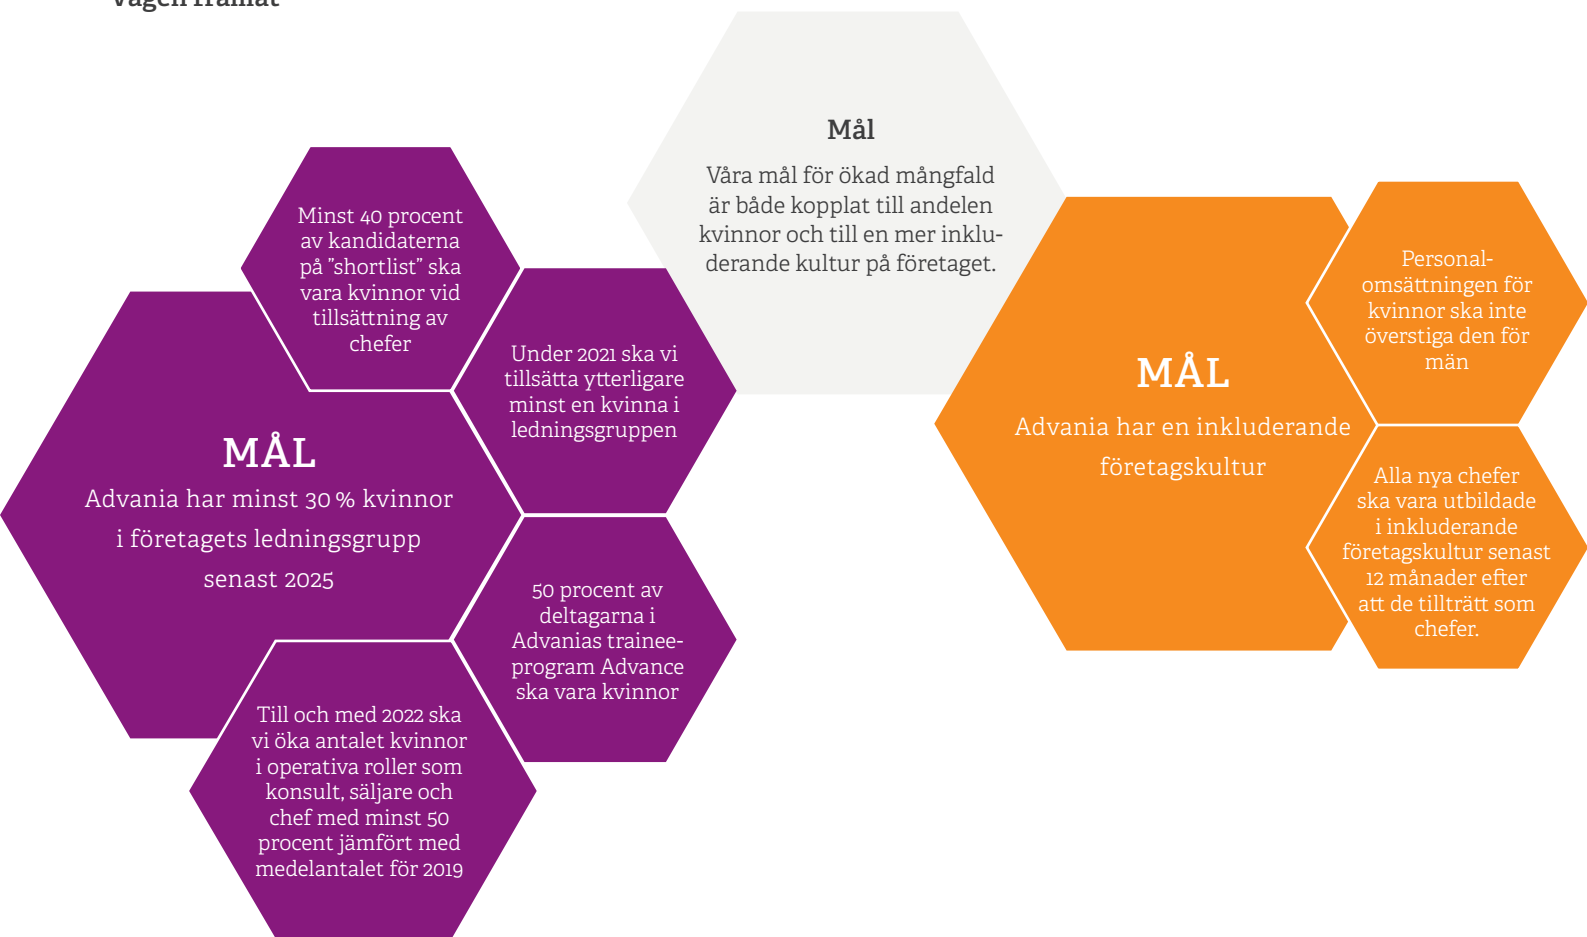 Vägen framåt
Mål
Våra mål för ökad mångfald
är både kopplat till andelen
kvinnor och till en mer inklu-
derande kultur på företaget.
Minst 40 procent
av kandidaterna
på ”shortlist” ska
vara kvinnor vid
tillsättning av
chefer
Under 2021 ska vi
tillsätta ytterligare
minst en kvinna i
ledningsgruppen
MÅL
Advania har minst 30 % kvinnor
i företagets ledningsgrupp
senast 2025
50 procent av
deltagarna i
Advanias trainee-
program Advance
ska vara kvinnor
Till och med 2022 ska
vi öka antalet kvinnor
i operativa roller som
konsult, säljare och
chef med minst 50
procent jämfört med
medelantalet för 2019
MÅL
Advania har en inkluderande
företagskultur
Personal-
omsättningen för
kvinnor ska inte
överstiga den för
män
Alla nya chefer
ska vara utbildade
i inkluderande
företagskultur senast
12 månader efter
att de tillträtt som
chefer.